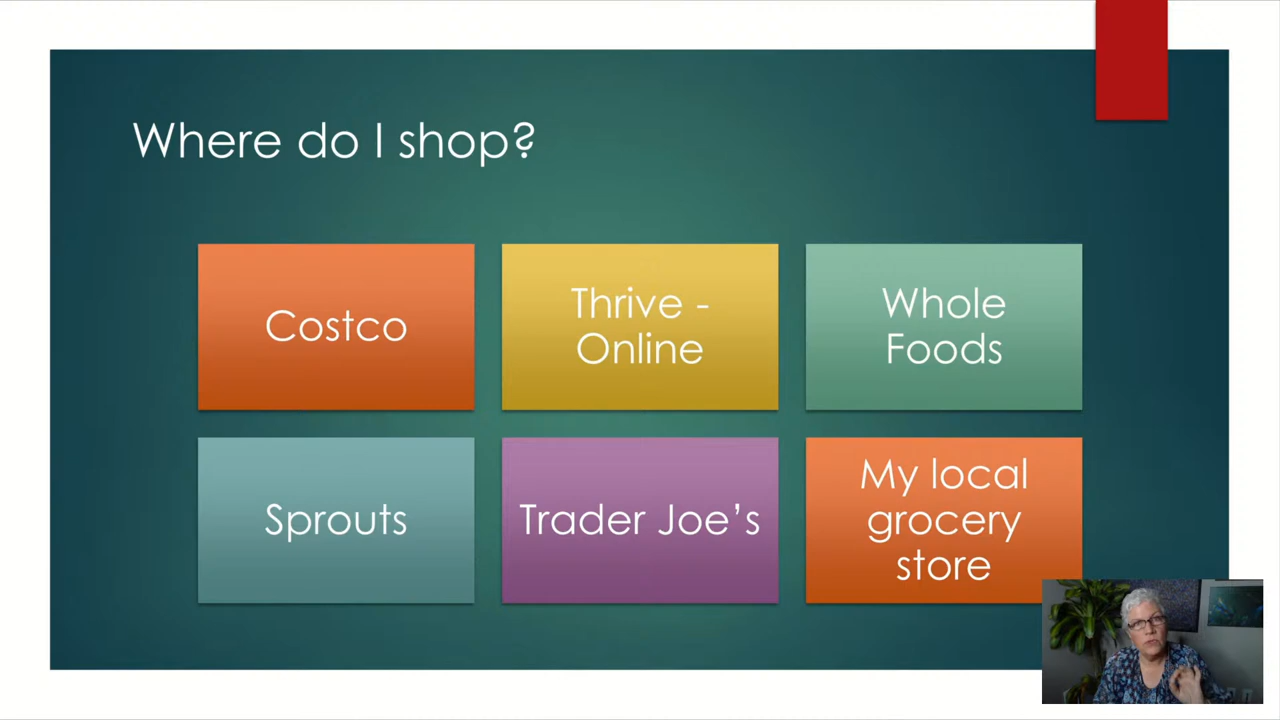 Where do I shop?
Costco
Thrive -
Online
Whole
Foods
Sprouts
Trader Joe’s
My local
grocery
store